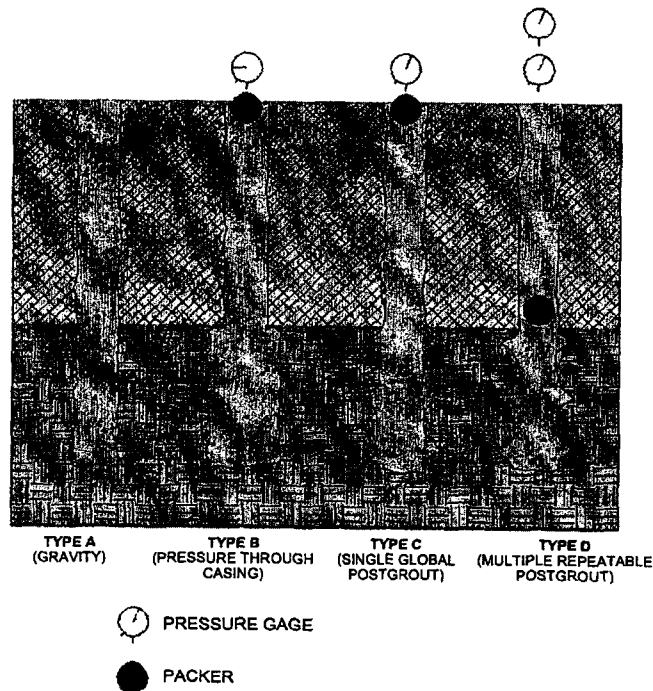 TYPE A
(GRAVITY)
TYPE B
(PRESSURE THROUGH
CASING)
TYPE C
(SINGLE GLOBAL
POSTGROUT)
TYPE D
(MULTIPLE REPEATABLE
POSTGROUT)
PRESSURE GAGE
PACKER